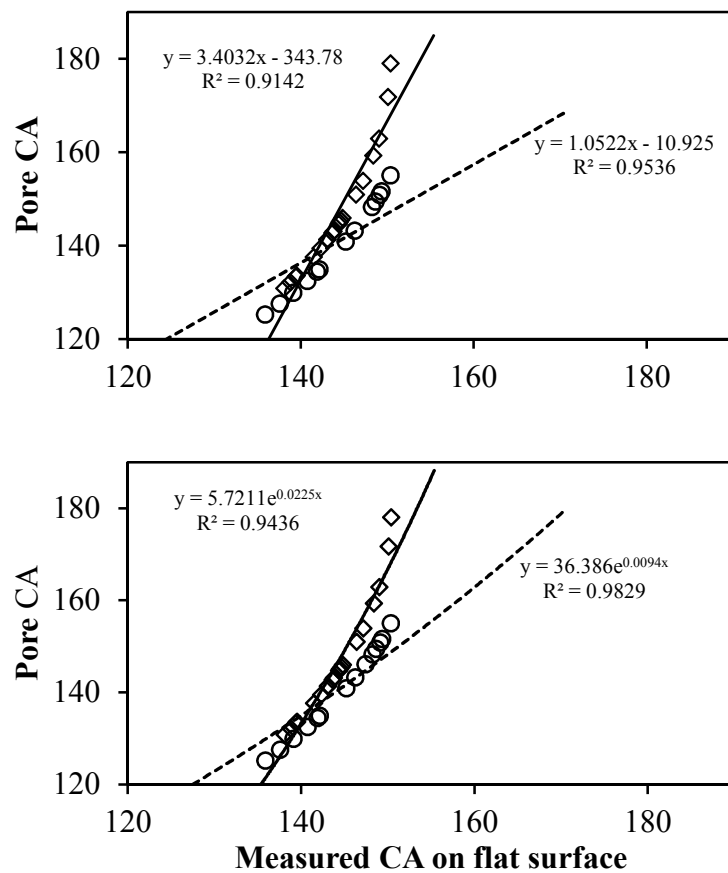 180
y = 3.4032x - 343.78
R² = 0.9142
160
y = 1.0522x - 10.925
R² = 0.9536
Pore CA
140
120
120 140 160 180
180
y = 5.7211e^0.0225x
R² = 0.9436
y = 36.386e^0.0094x
R² = 0.9829
160
Pore CA
140
120
120 140 160 180
Measured CA on flat surface